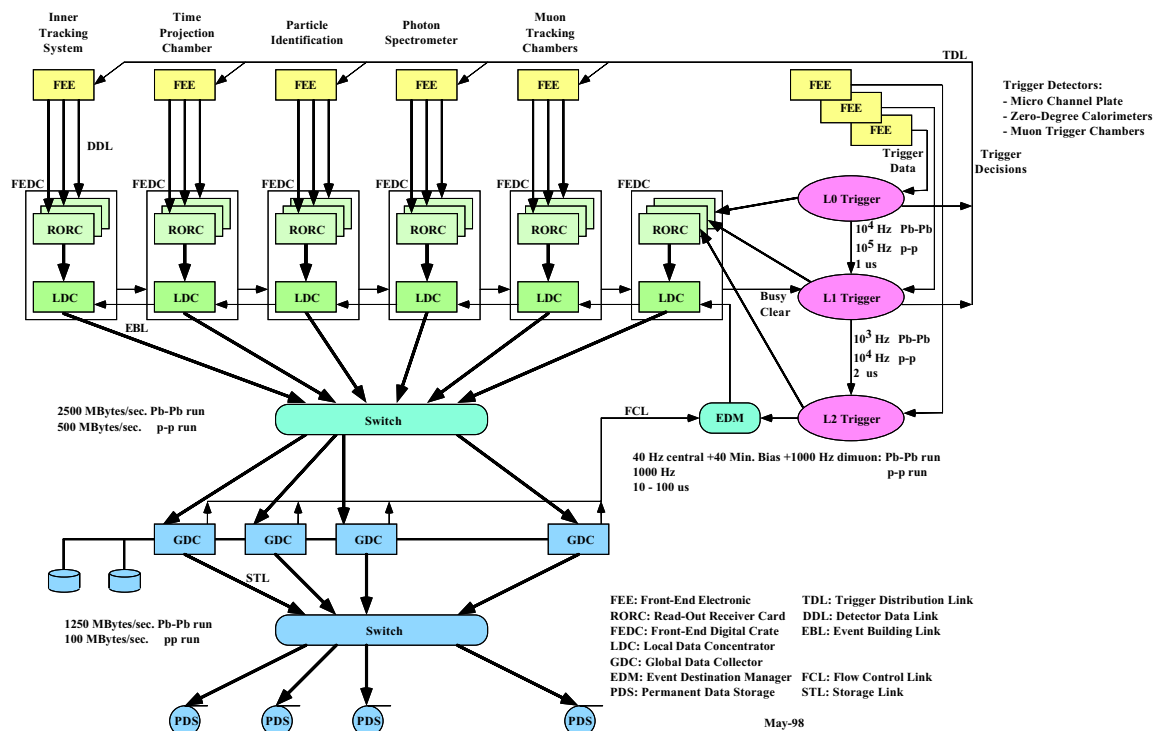 Inner
Tracking
System
Time
Projection
Chamber
Particle
Identification
Photon
Spectrometer
Muon
Tracking
Chambers
TDL
FEE
FEE
FEE
FEE
FEE
FEE
FEE
FEE
Trigger Detectors:
- Micro Channel Plate
- Zero-Degree Calorimeters
- Muon Trigger Chambers
DDL
Trigger
Data
Trigger
Decisions
FEDC
FEDC
FEDC
FEDC
FEDC
FEDC
L0 Trigger
RORC
RORC
RORC
RORC
RORC
RORC
10^4 Hz Pb-Pb
10^5 Hz p-p
1 us
LDC
LDC
LDC
LDC
LDC
LDC
Busy
Clear
L1 Trigger
EBL
10^3 Hz Pb-Pb
10^4 Hz p-p
2 us
2500 MBytes/sec. Pb-Pb run
500 MBytes/sec. p-p run
Switch
FCL
EDM
L2 Trigger
40 Hz central +40 Min. Bias +1000 Hz dimuon: Pb-Pb run
1000 Hz p-p run
10 - 100 us
GDC
GDC
GDC
GDC
STL
1250 MBytes/sec. Pb-Pb run
100 MBytes/sec. pp run
Switch
FEE: Front-End Electronic TDL: Trigger Distribution Link
RORC: Read-Out Receiver Card DDL: Detector Data Link
FEDC: Front-End Digital Crate EBL: Event Building Link
LDC: Local Data Concentrator
GDC: Global Data Collector
EDM: Event Destination Manager FCL: Flow Control Link
PDS: Permanent Data Storage STL: Storage Link
PDS
PDS
PDS
PDS
May-98